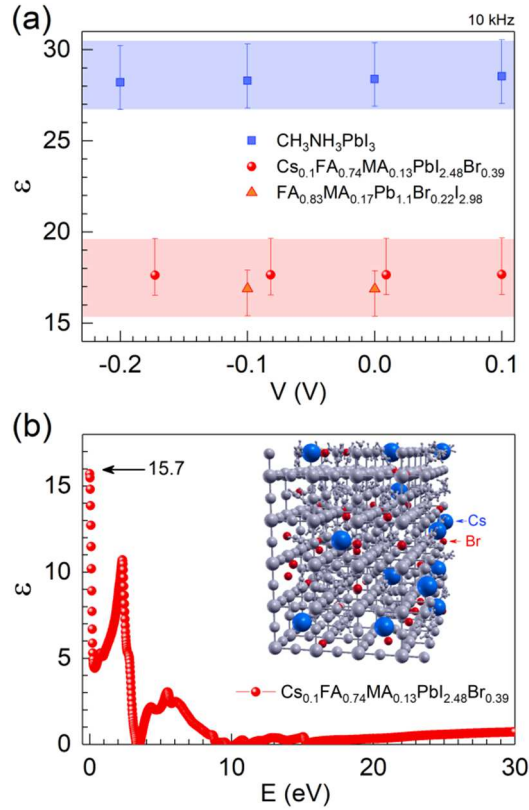 (a)
10 kHz
30
25
20
15
ε
CH₃NH₃PbI₃
Cs₀.₁FA₀.₇₄MA₀.₁₃PbI₂.₄₈Br₀.₃₉
FA₀.₈₃MA₀.₁₇Pb₁.₁Br₀.₂₂I₂.₉₈
-0.2 -0.1 0.0 0.1
V (V)
(b)
15
10
5
0
ε
15.7
Cs
Br
Cs₀.₁FA₀.₇₄MA₀.₁₃PbI₂.₄₈Br₀.₃₉
0 10 20 30
E (eV)